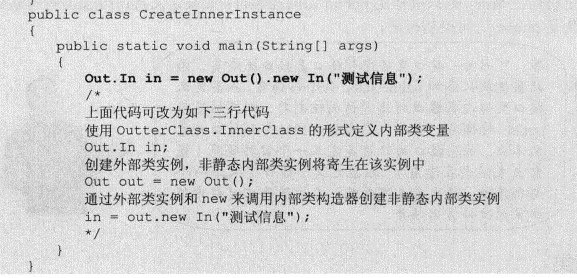 public class CreateInnerInstance
{
public static void main(String[] args)
{
Out.In in = new Out().new In("测试信息");
/*
上面代码可改为如下三行代码
使用 OutterClass.InnerClass 的形式定义内部类变量
Out.In in;
创建外部类实例，非静态内部类实例将寄生在该实例中
Out out = new Out();
通过外部类实例和 new 来调用内部类构造器创建非静态内部类实例
in = out.new In("测试信息");
*/
}
}